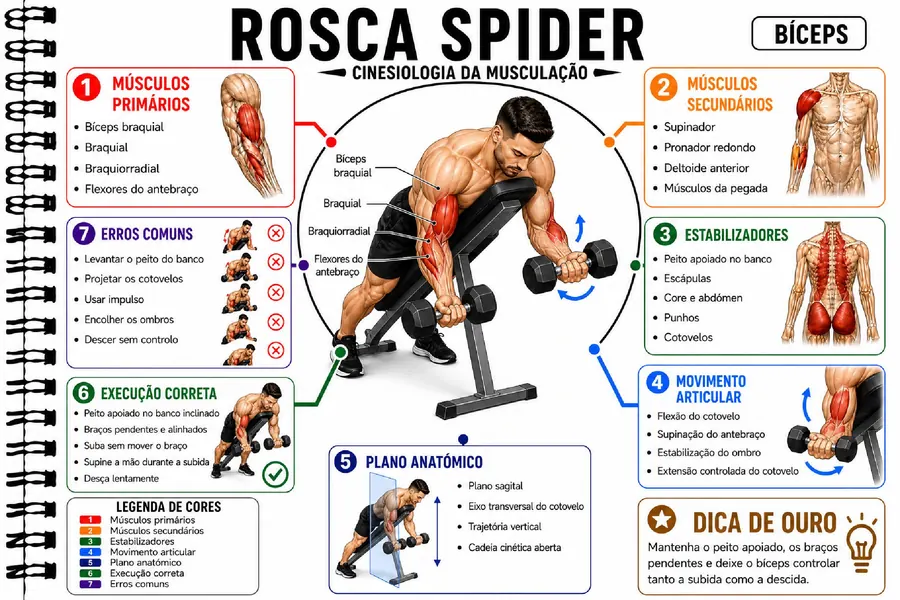 ROSCA SPIDER
CINESIOLOGIA DA MUSCULAÇÃO
BÍCEPS
1 MÚSCULOS
PRIMÁRIOS
• Bíceps braquial
• Braquial
• Braquiorradial
• Flexores do antebraço
2 MÚSCULOS
SECUNDÁRIOS
• Supinador
• Pronador redondo
• Deltoide anterior
• Músculos da pegada
Bíceps
braquial
Braquial
Braquiorradial
Flexores do
antebraço
7 ERROS COMUNS
• Levantar o peito do banco
• Projetar os cotovelos
• Usar impulso
• Encolher os ombros
• Descer sem controlo
3 ESTABILIZADORES
• Peito apoiado no banco
• Escápulas
• Core e abdómen
• Punhos
• Cotovelos
6 EXECUÇÃO CORRETA
• Peito apoiado no banco inclinado
• Braços pendentes e alinhados
• Suba sem mover o braço
• Supine a mão durante a subida
• Desça lentamente
4 MOVIMENTO
ARTICULAR
• Flexão do cotovelo
• Supinação do antebraço
• Estabilização do ombro
• Extensão controlada do cotovelo
5 PLANO ANATÓMICO
• Plano sagital
• Eixo transversal do cotovelo
• Trajetória vertical
• Cadeia cinética aberta
LEGENDA DE CORES
1 Músculos primários
2 Músculos secundários
3 Estabilizadores
4 Movimento articular
5 Plano anatómico
6 Execução correta
7 Erros comuns
DICA DE OURO
Mantenha o peito apoiado, os braços
pendentes e deixe o bíceps controlar
tanto a subida como a descida.